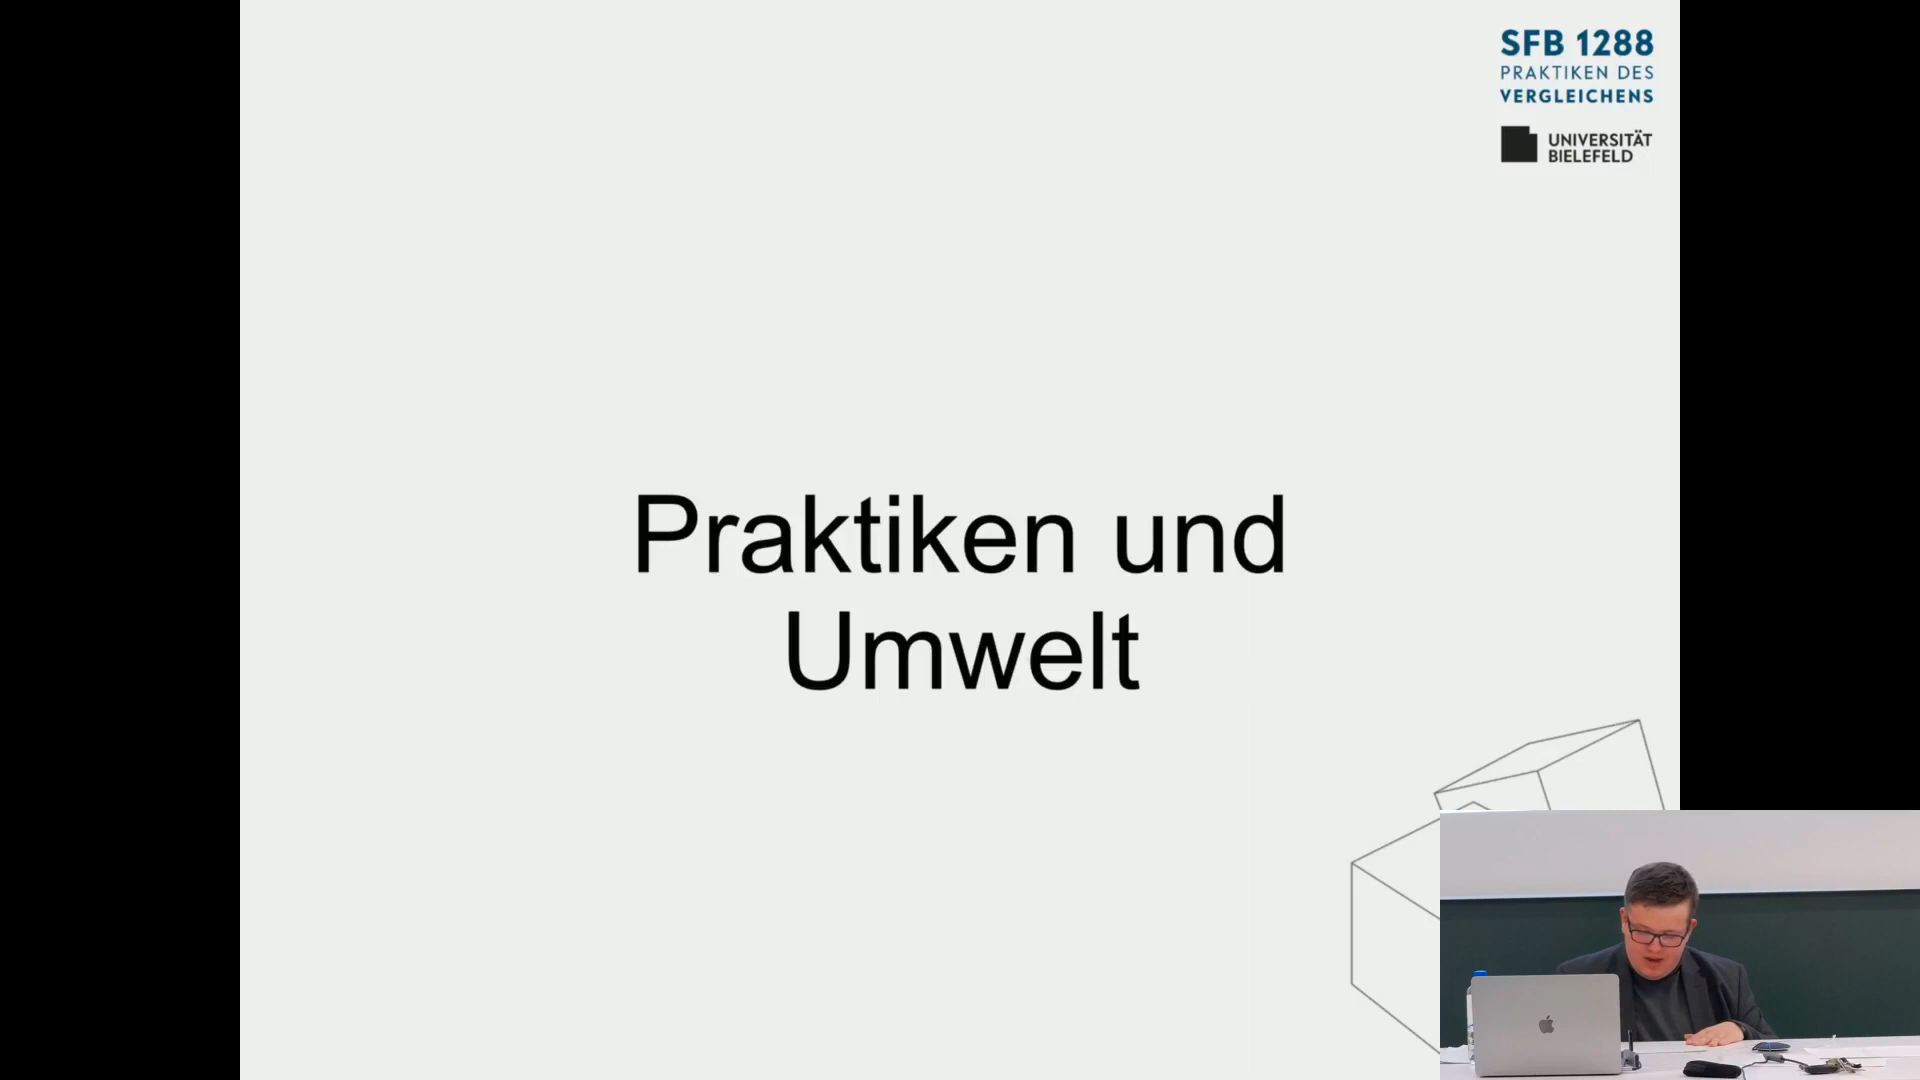 SFB 1288
PRAKTIKEN DES
VERGLEICHENS
UNIVERSITÄT
BIELEFELD
Praktiken und
Umwelt